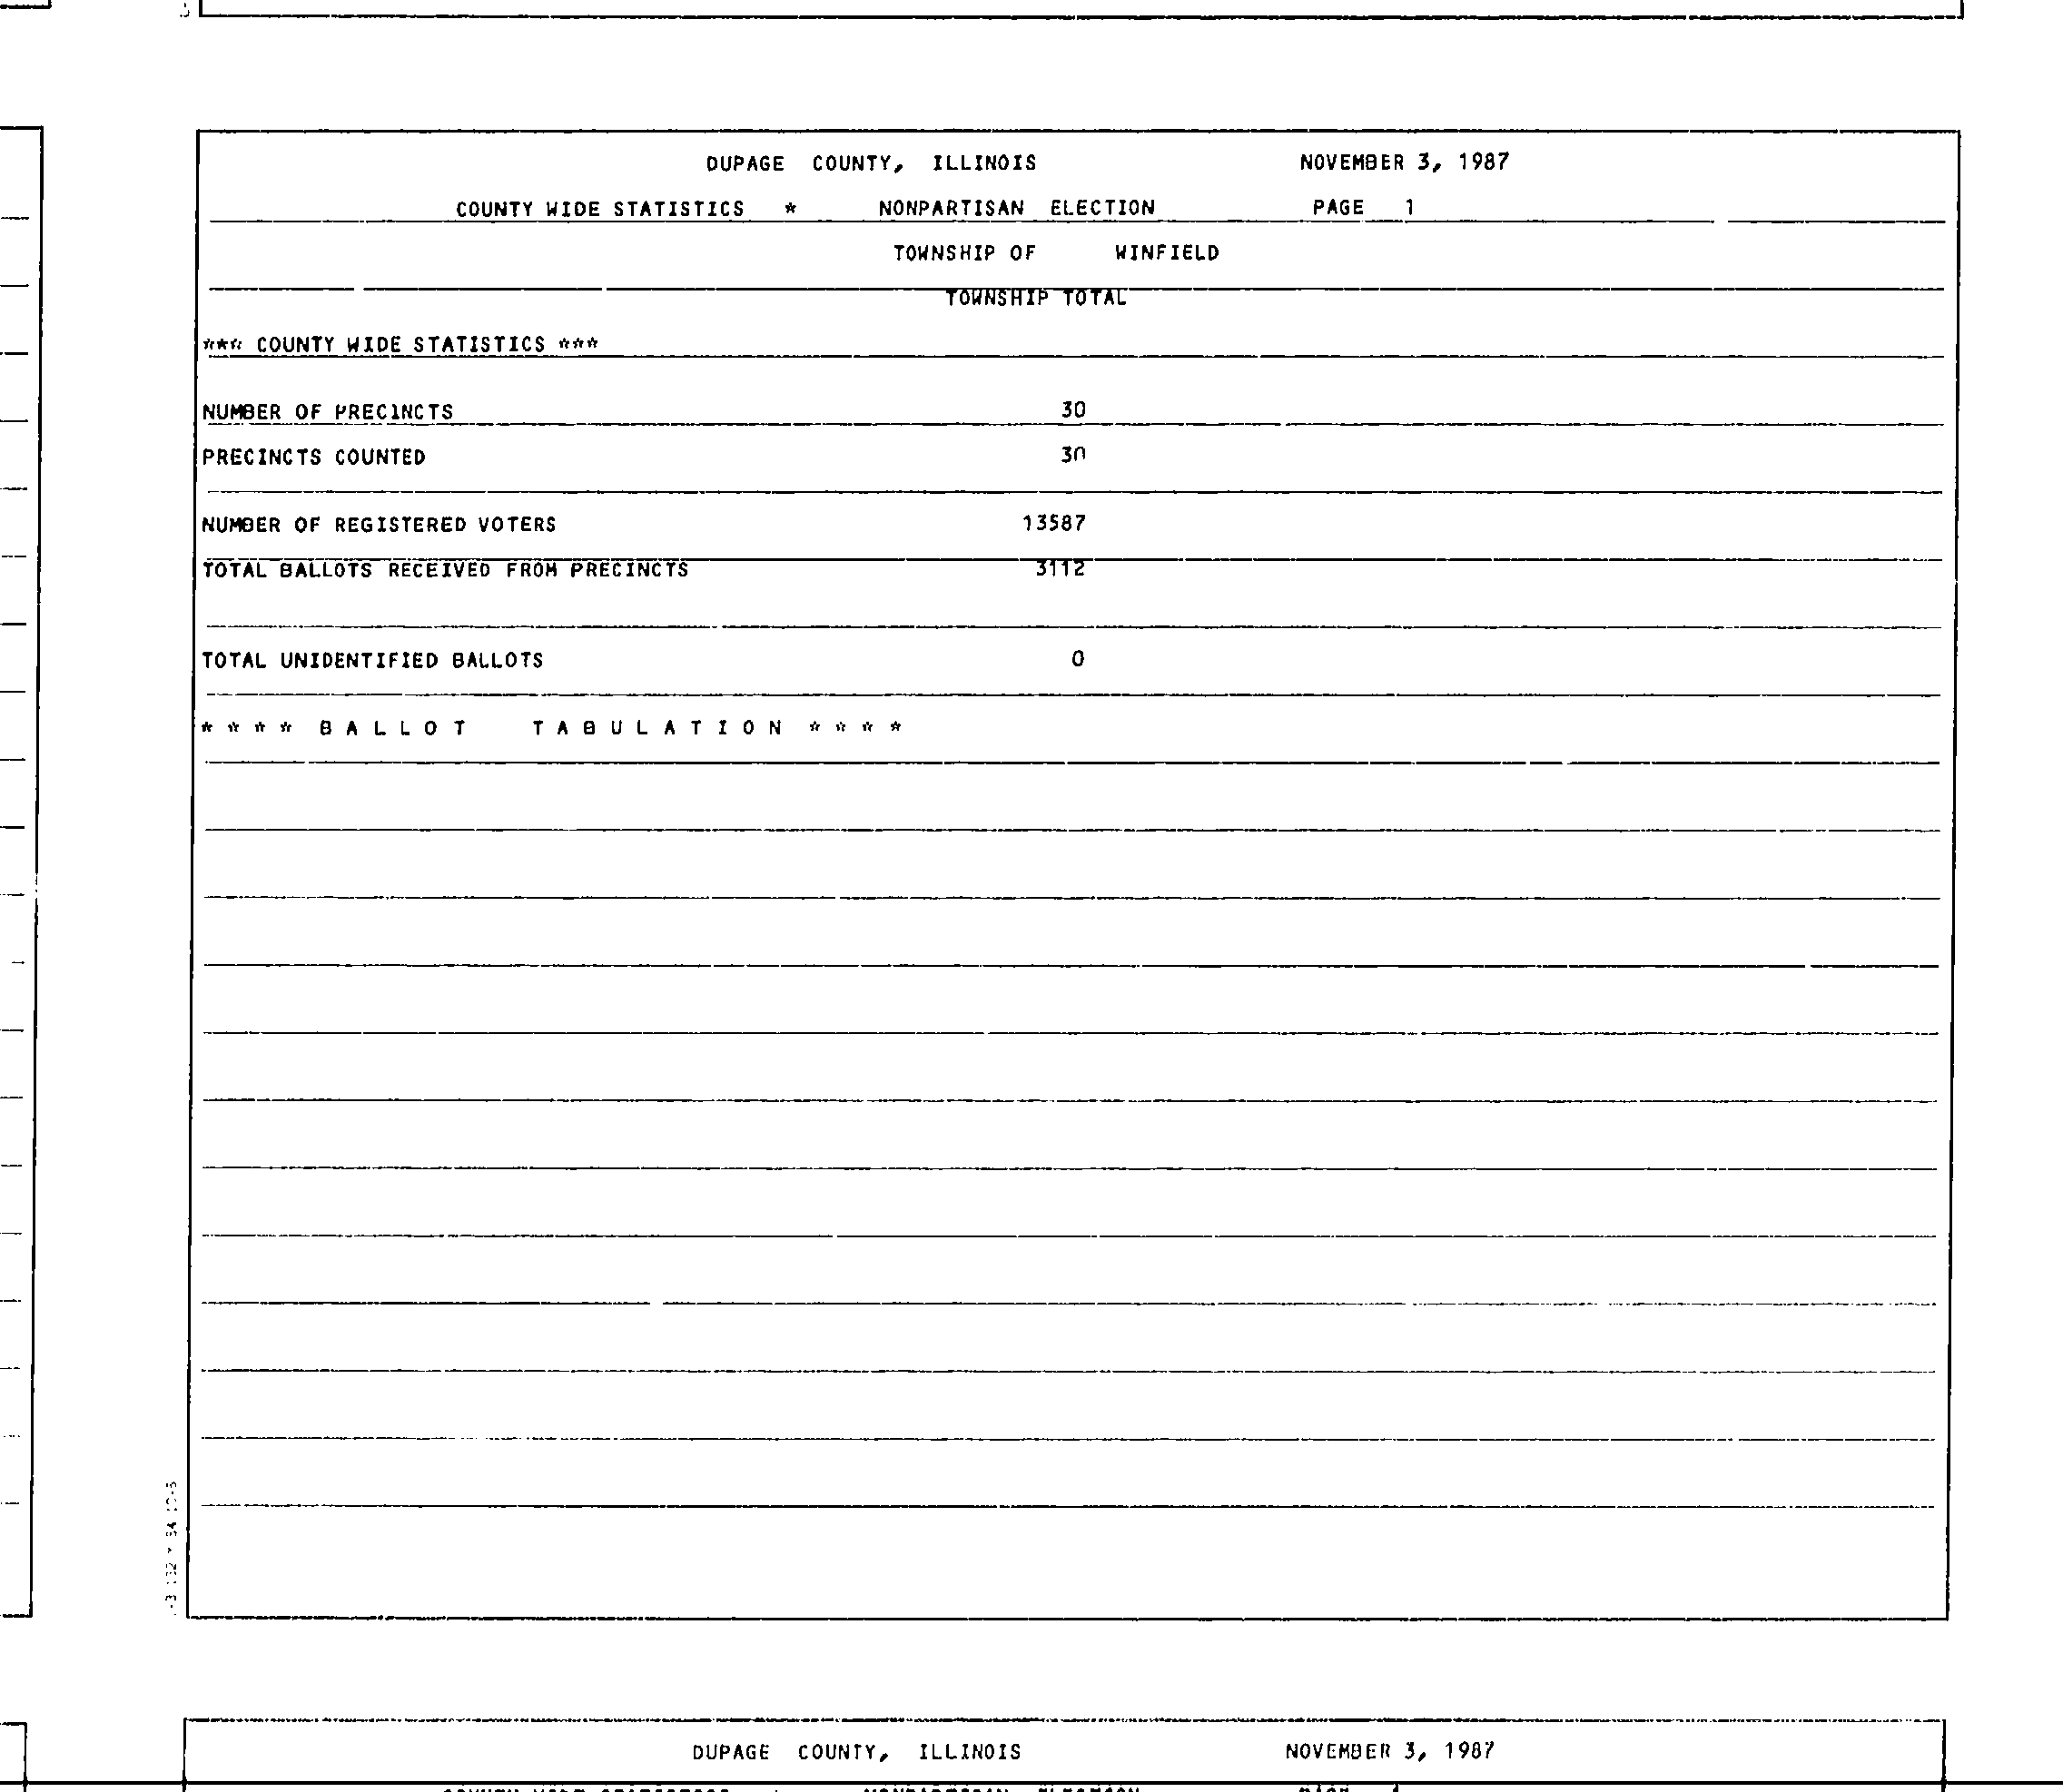 DUPAGE COUNTY, ILLINOIS NOVEMBER 3, 1987
COUNTY WIDE STATISTICS * NONPARTISAN ELECTION PAGE 1
TOWNSHIP OF WINFIELD
TOWNSHIP TOTAL
*** COUNTY WIDE STATISTICS ***
NUMBER OF PRECINCTS 30
PRECINCTS COUNTED 30
NUMBER OF REGISTERED VOTERS 13587
TOTAL BALLOTS RECEIVED FROM PRECINCTS 3112
TOTAL UNIDENTIFIED BALLOTS 0
* * * * B A L L O T T A B U L A T I O N * * * *
DUPAGE COUNTY, ILLINOIS NOVEMBER 3, 1987